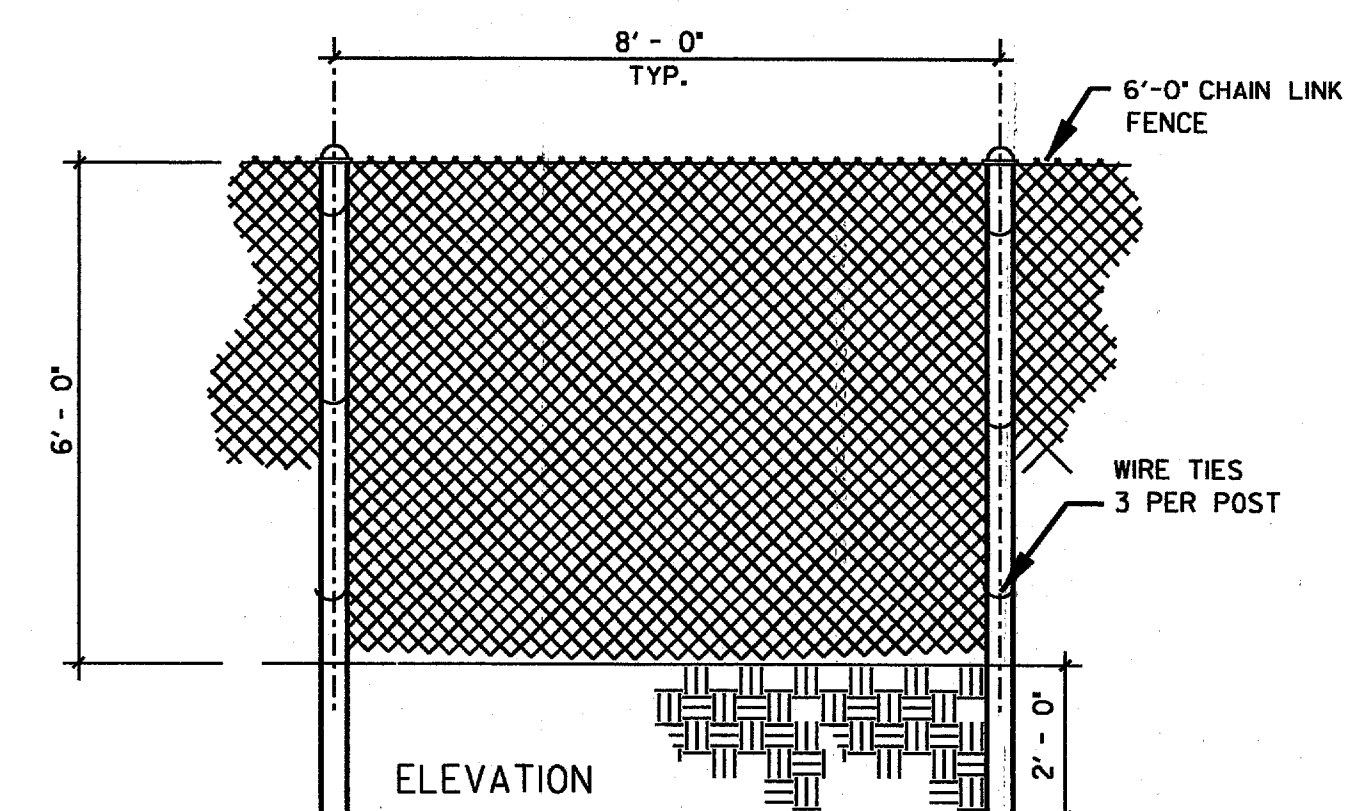 8' - 0"
TYP.
6'-0" CHAIN LINK
FENCE
6' - 0"
WIRE TIES
3 PER POST
2' - 0"
ELEVATION